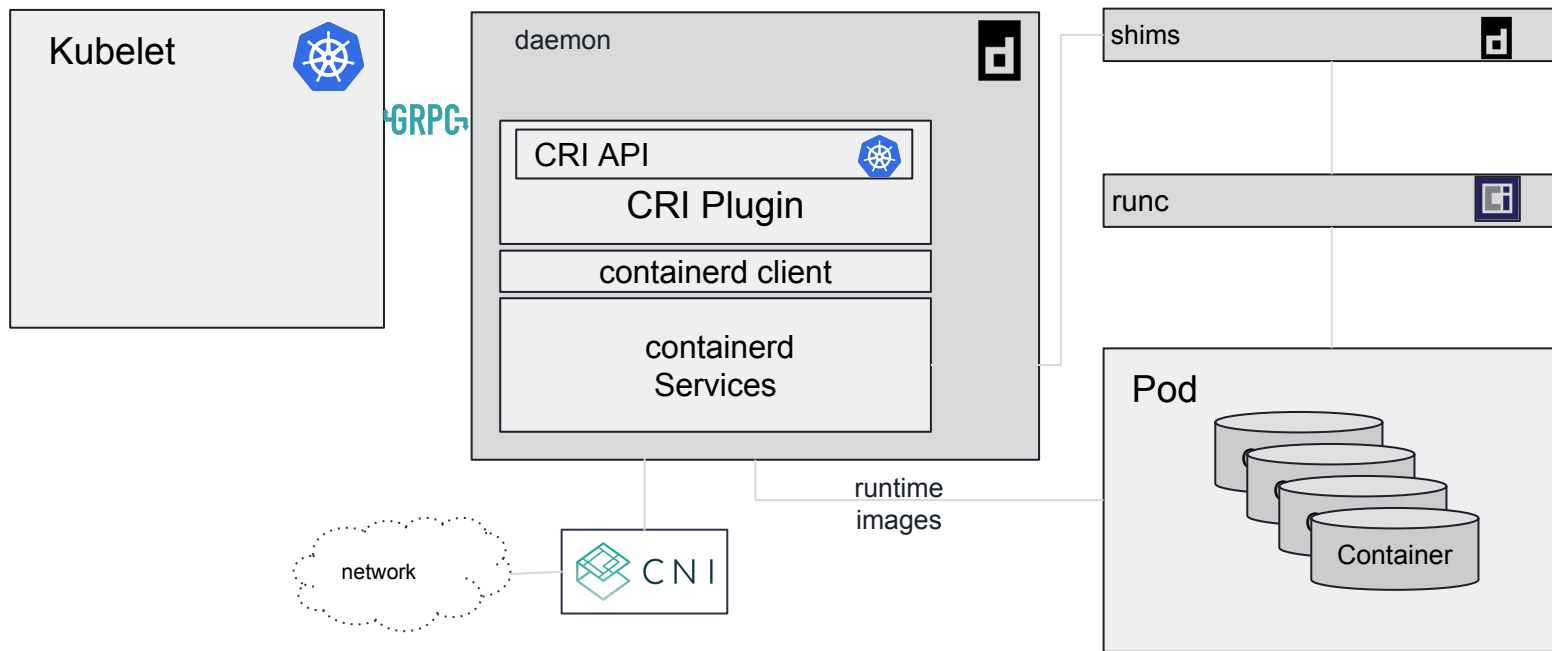 Kubelet
GRPC
daemon
CRI API
CRI Plugin
containerd client
containerd
Services
shims
runc
Pod
Container
runtime
images
network
CNI